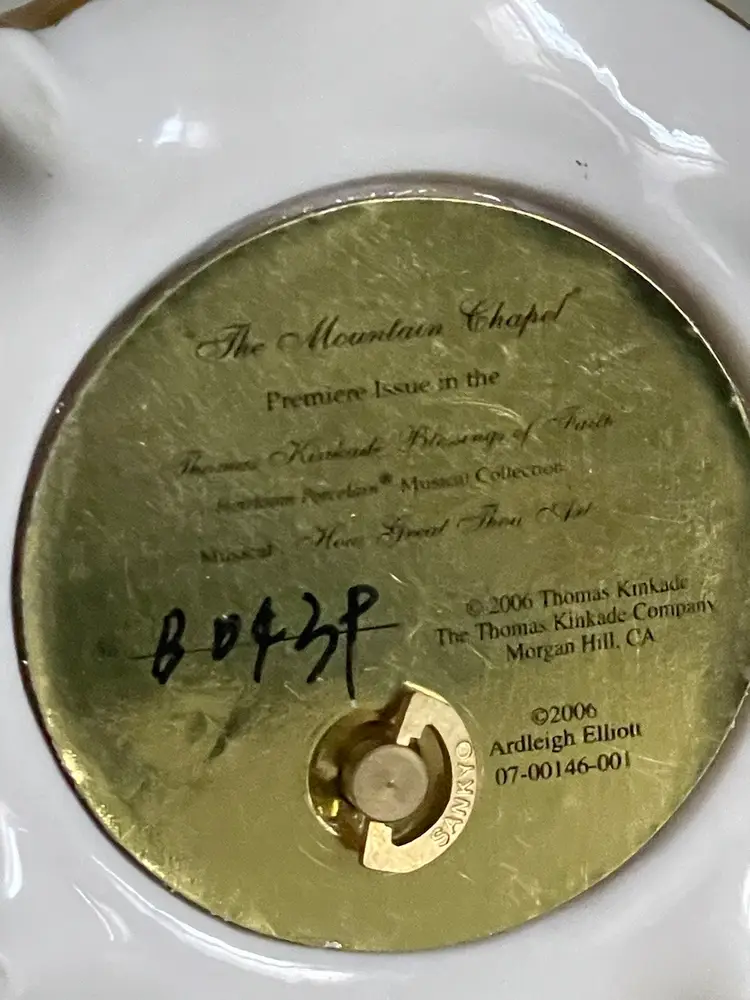 "The Mountain Chapel"
Premiere Issue in the
Thomas Kinkade Blessings of Faith
Heirloom Porcelain® Musical Collection
Musical How Great Thou Art
© 2006 Thomas Kinkade
The Thomas Kinkade Company
Morgan Hill, CA
©2006
Ardleigh Elliott
07-00146-001
SANKYO